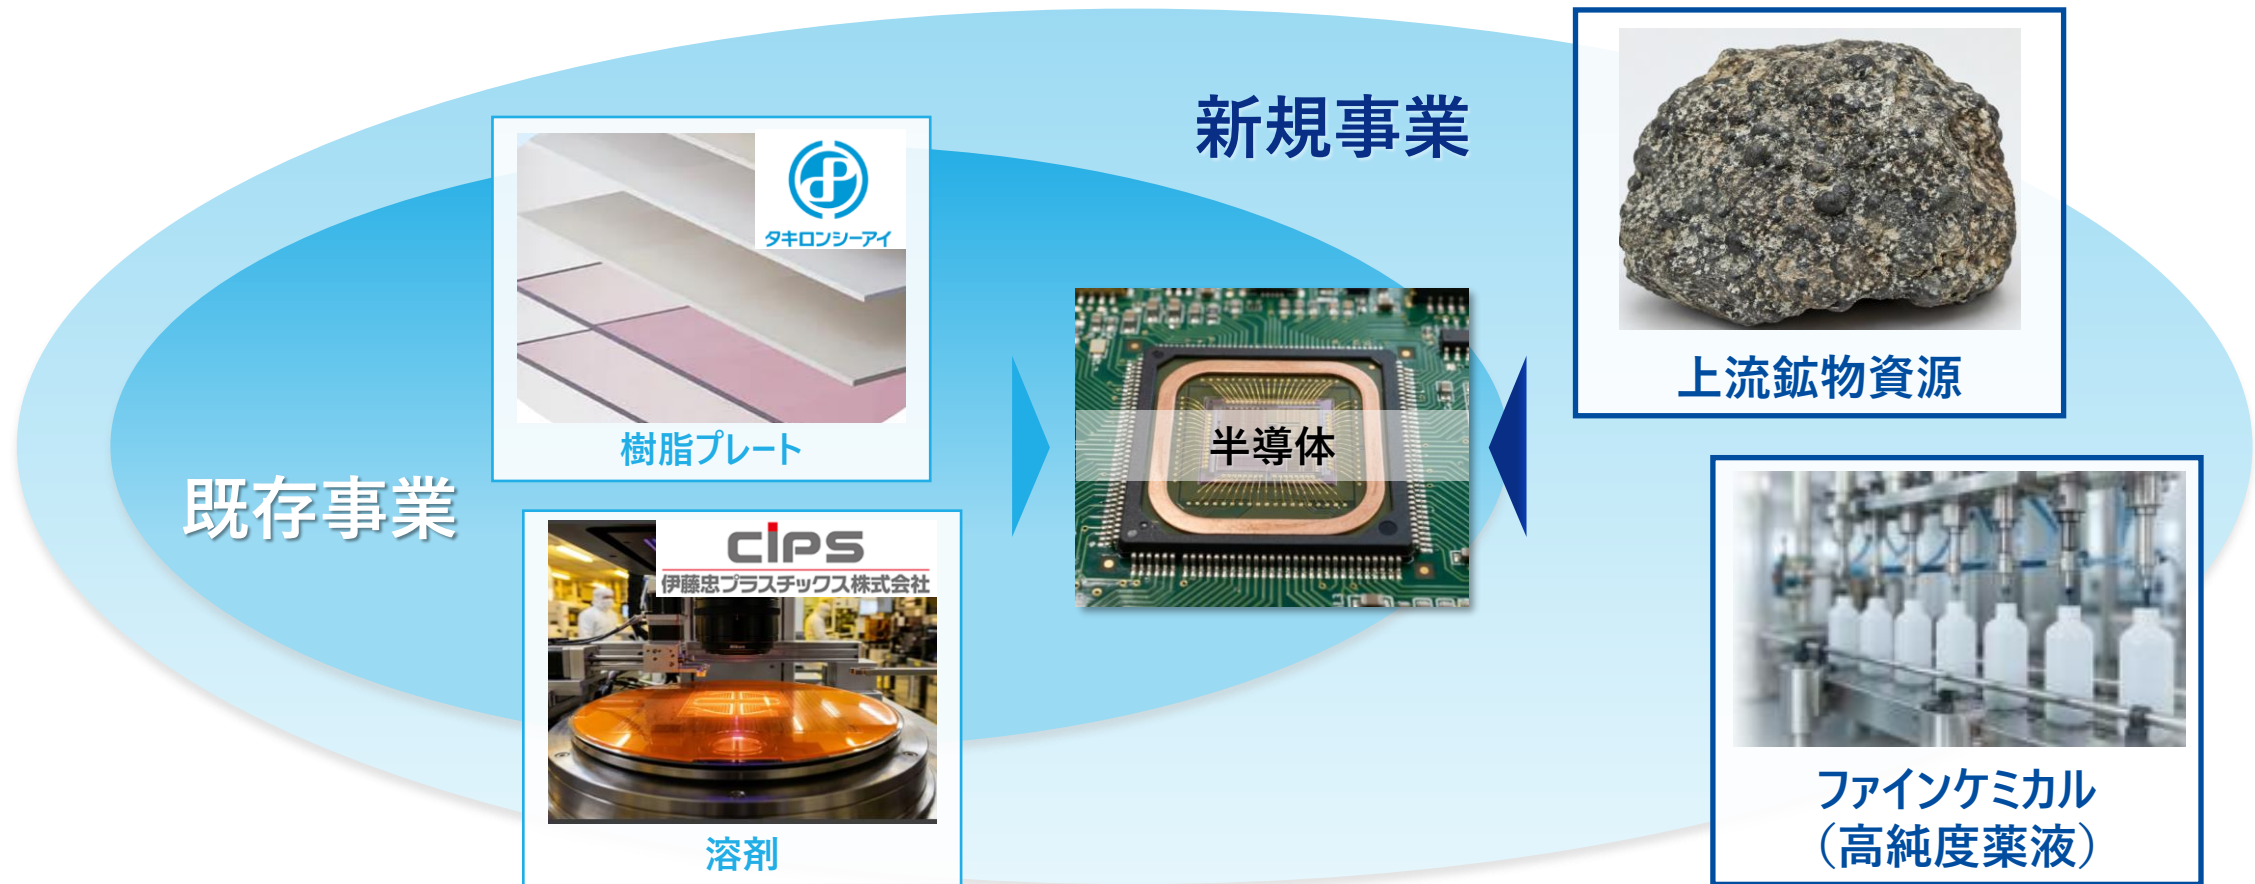 新規事業
タキロンシーアイ
樹脂プレート
既存事業
cips
伊藤忠プラスチックス株式会社
溶剤
半導体
上流鉱物資源
ファインケミカル
（高純度薬液）